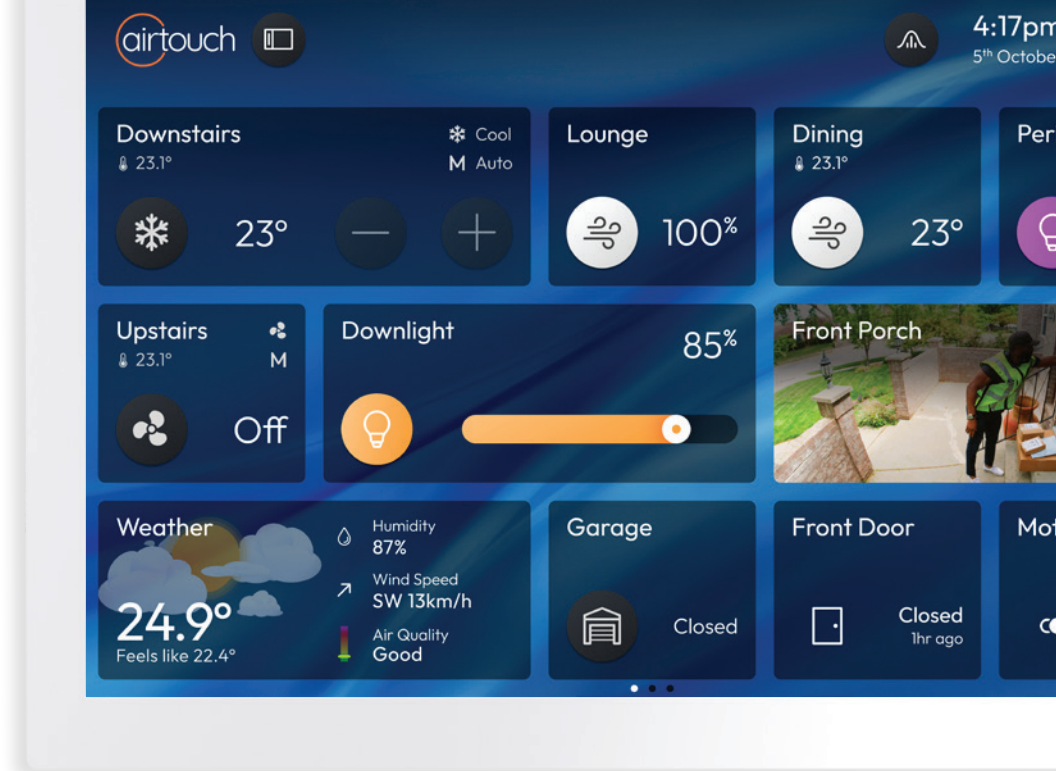 airtouch
4:17pm
5th October
Downstairs
23.1°
Cool
M Auto
23°
Lounge
100%
Dining
23.1°
23°
Per
Upstairs
23.1°
M
Off
Downlight
85%
Front Porch
Weather
24.9°
Feels like 22.4°
Humidity
87%
Wind Speed
SW 13km/h
Air Quality
Good
Garage
Closed
Front Door
Closed
1hr ago
Mot